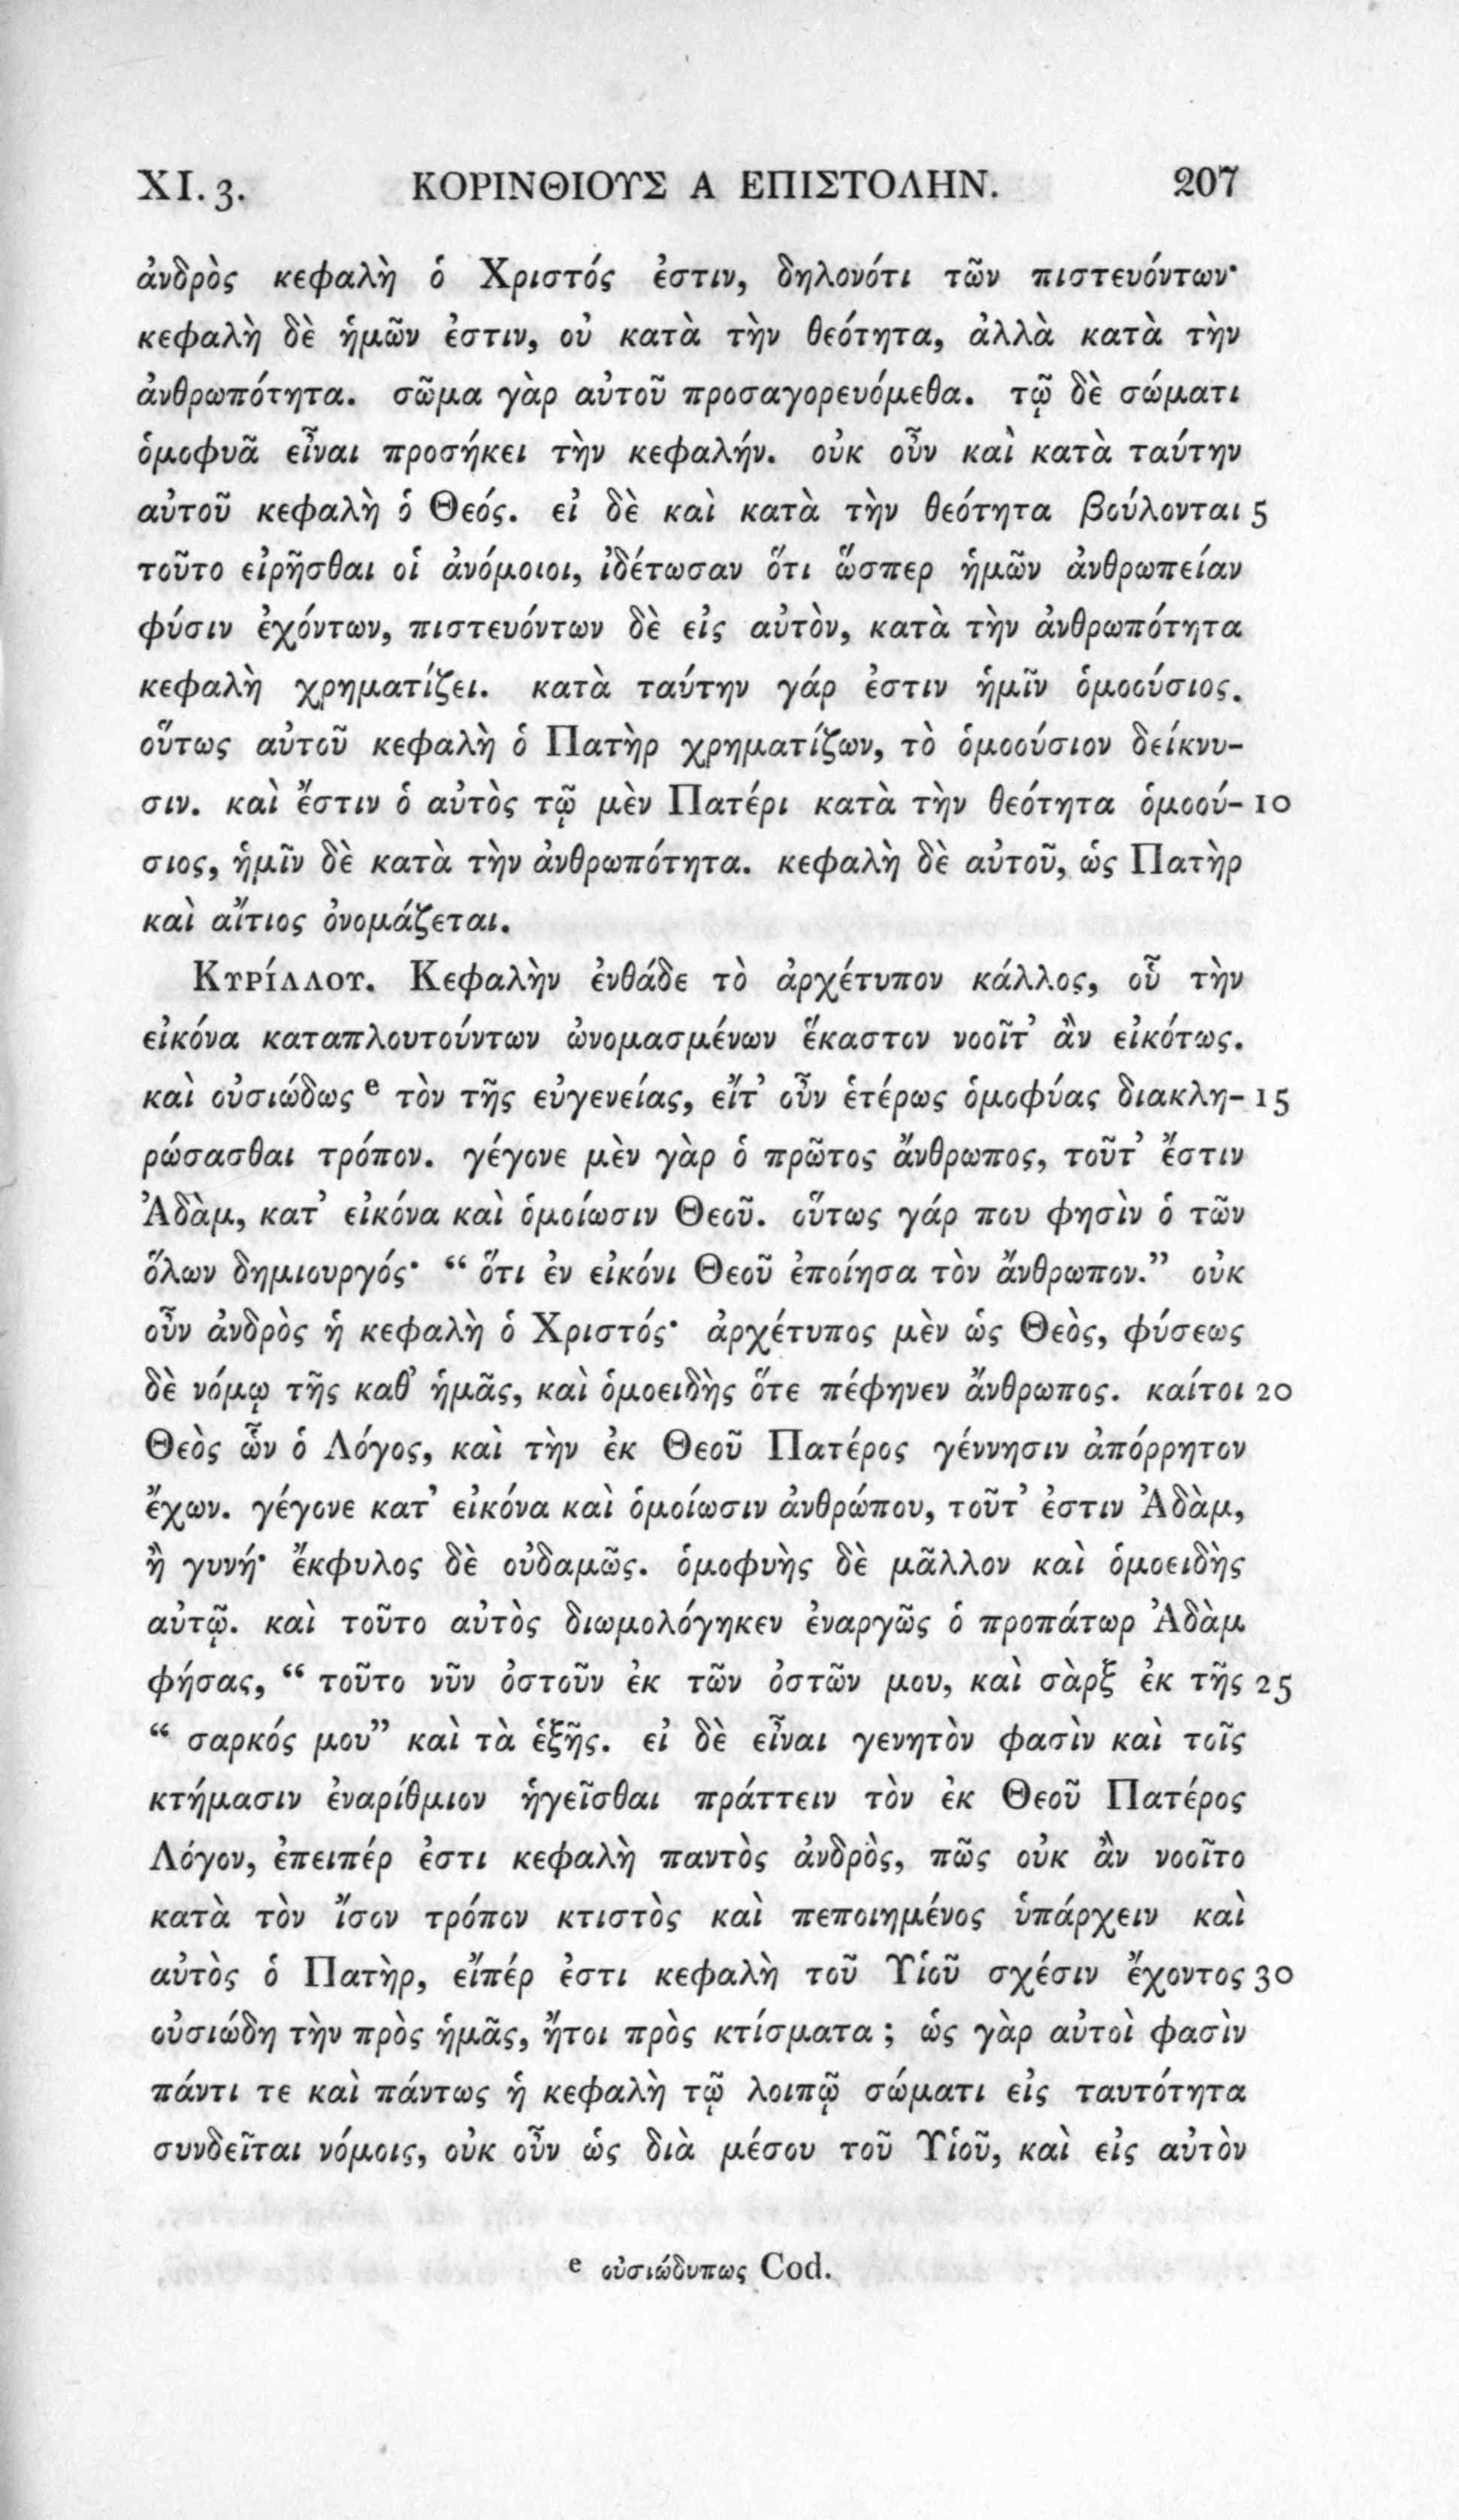 XI. 3. ΚΟΡΙΝΘΙΟΥΣ Α ΕΠΙΣΤΟΛΗΝ. 207
ἀνδρὸς κεφαλὴ ὁ Χριστός ἐστιν, δηλονότι τῶν πιστευόντων·
κεφαλὴ δὲ ἡμῶν ἐστιν, οὐ κατὰ τὴν θεότητα, ἀλλὰ κατὰ τὴν
ἀνθρωπότητα. σῶμα γὰρ αὐτοῦ προσαγορευόμεθα. τῷ δὲ σώματι
ὁμοφυᾶ εἶναι προσήκει τὴν κεφαλήν. οὐκ οὖν καὶ κατὰ ταύτην
αὐτοῦ κεφαλὴ ὁ Θεός. εἰ δὲ καὶ κατὰ τὴν θεότητα βούλονται 5
τοῦτο εἰρῆσθαι οἱ ἀνόμοιοι, ἰδέτωσαν ὅτι ὥσπερ ἡμῶν ἀνθρωπείαν
φύσιν ἐχόντων, πιστευόντων δὲ εἰς αὐτὸν, κατὰ τὴν ἀνθρωπότητα
κεφαλὴ χρηματίζει. κατὰ ταύτην γάρ ἐστιν ἡμῖν ὁμοούσιος.
οὕτως αὐτοῦ κεφαλὴ ὁ Πατὴρ χρηματίζων, τὸ ὁμοούσιον δείκνυ-
σιν. καὶ ἔστιν ὁ αὐτὸς τῷ μὲν Πατέρι κατὰ τὴν θεότητα ὁμοού- 10
σιος, ἡμῖν δὲ κατὰ τὴν ἀνθρωπότητα. κεφαλὴ δὲ αὐτοῦ, ὡς Πατὴρ
καὶ αἴτιος ὀνομάζεται.
Κυρίλλου. Κεφαλὴν ἐνθάδε τὸ ἀρχέτυπον κάλλος, οὗ τὴν
εἰκόνα καταπλουτούντων ὠνομασμένων ἕκαστον νοοῖτ’ ἂν εἰκότως.
καὶ οὐσιώδως e τὸν τῆς εὐγενείας, εἴτ’ οὖν ἑτέρως ὁμοφύας διακλη- 15
ρώσασθαι τρόπον. γέγονε μὲν γὰρ ὁ πρῶτος ἄνθρωπος, τοῦτ’ ἔστιν
Ἀδὰμ, κατ’ εἰκόνα καὶ ὁμοίωσιν Θεοῦ. οὕτως γάρ που φησὶν ὁ τῶν
ὅλων δημιουργός· “ ὅτι ἐν εἰκόνι Θεοῦ ἐποίησα τὸν ἄνθρωπον.” οὐκ
οὖν ἀνδρὸς ἡ κεφαλὴ ὁ Χριστός· ἀρχέτυπος μὲν ὡς Θεὸς, φύσεως
δὲ νόμῳ τῆς καθ’ ἡμᾶς, καὶ ὁμοειδὴς ὅτε πέφηνεν ἄνθρωπος. καίτοι 20
Θεὸς ὢν ὁ Λόγος, καὶ τὴν ἐκ Θεοῦ Πατέρος γέννησιν ἀπόρρητον
ἔχων. γέγονε κατ’ εἰκόνα καὶ ὁμοίωσιν ἀνθρώπου, τοῦτ’ ἐστιν Ἀδὰμ,
ἢ γυνή· ἔκφυλος δὲ οὐδαμῶς. ὁμοφυὴς δὲ μᾶλλον καὶ ὁμοειδὴς
αὐτῷ. καὶ τοῦτο αὐτὸς διωμολόγηκεν ἐναργῶς ὁ προπάτωρ Ἀδὰμ
φήσας, “ τοῦτο νῦν ὀστοῦν ἐκ τῶν ὀστῶν μου, καὶ σὰρξ ἐκ τῆς 25
“ σαρκός μου” καὶ τὰ ἑξῆς. εἰ δὲ εἶναι γενητὸν φασὶν καὶ τοῖς
κτήμασιν ἐναρίθμιον ἡγεῖσθαι πράττειν τὸν ἐκ Θεοῦ Πατέρος
Λόγον, ἐπειπέρ ἐστι κεφαλὴ παντὸς ἀνδρὸς, πῶς οὐκ ἂν νοοῖτο
κατὰ τὸν ἴσον τρόπον κτιστὸς καὶ πεποιημένος ὑπάρχειν καὶ
αὐτὸς ὁ Πατὴρ, εἴπέρ ἐστι κεφαλὴ τοῦ Υἱοῦ σχέσιν ἔχοντος 30
οὐσιώδη τὴν πρὸς ἡμᾶς, ἤτοι πρὸς κτίσματα ; ὡς γὰρ αὐτοὶ φασὶν
πάντι τε καὶ πάντως ἡ κεφαλὴ τῷ λοιπῷ σώματι εἰς ταυτότητα
συνδεῖται νόμοις, οὐκ οὖν ὡς διὰ μέσου τοῦ Υἱοῦ, καὶ εἰς αὐτὸν
e οὐσιώδυπως Cod.